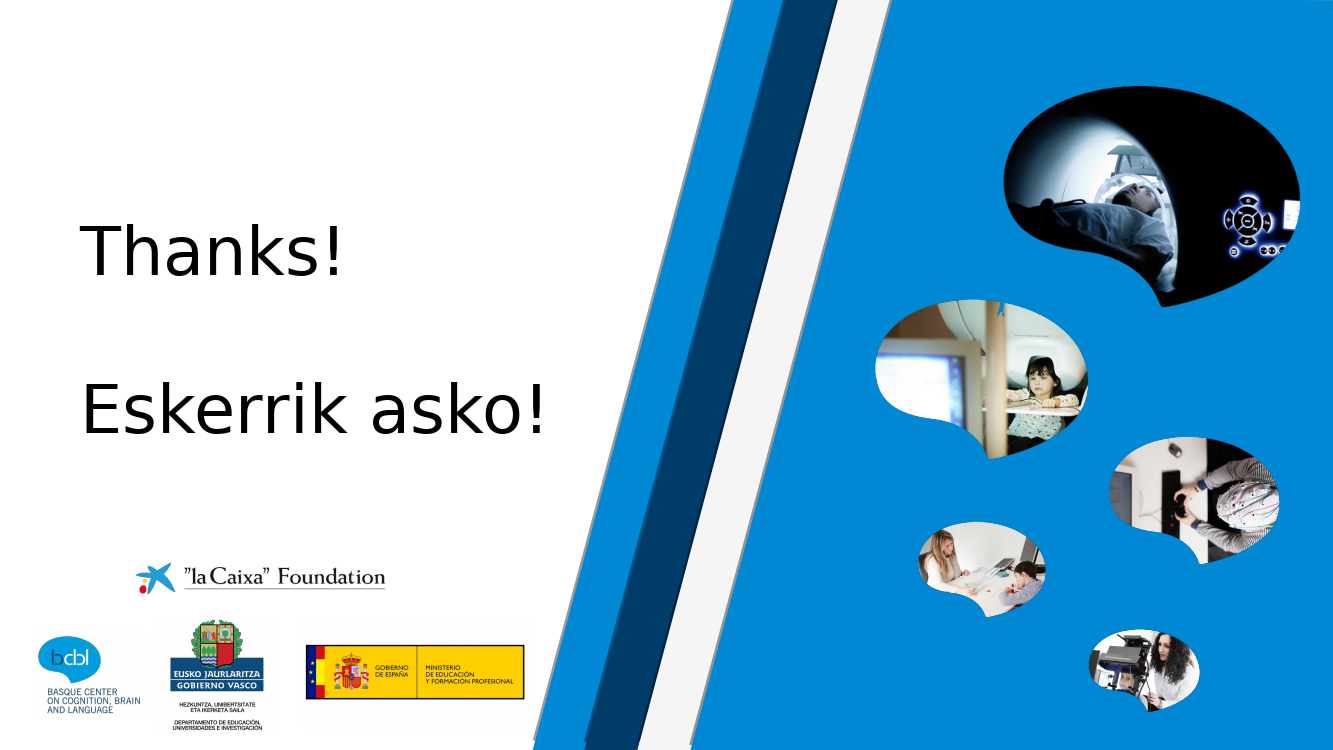 Thanks!
Eskerrik asko!
"la Caixa" Foundation
bcbl
BASQUE CENTER
ON COGNITION, BRAIN
AND LANGUAGE
EUSKO JAURLARITZA
GOBIERNO VASCO
HEZKUNTZA, UNIBERTSITATE
ETA IKERKETA SAILA
DEPARTAMENTO DE EDUCACIÓN,
UNIVERSIDADES E INVESTIGACIÓN
GOBIERNO
DE ESPAÑA
MINISTERIO
DE EDUCACIÓN
Y FORMACIÓN PROFESIONAL